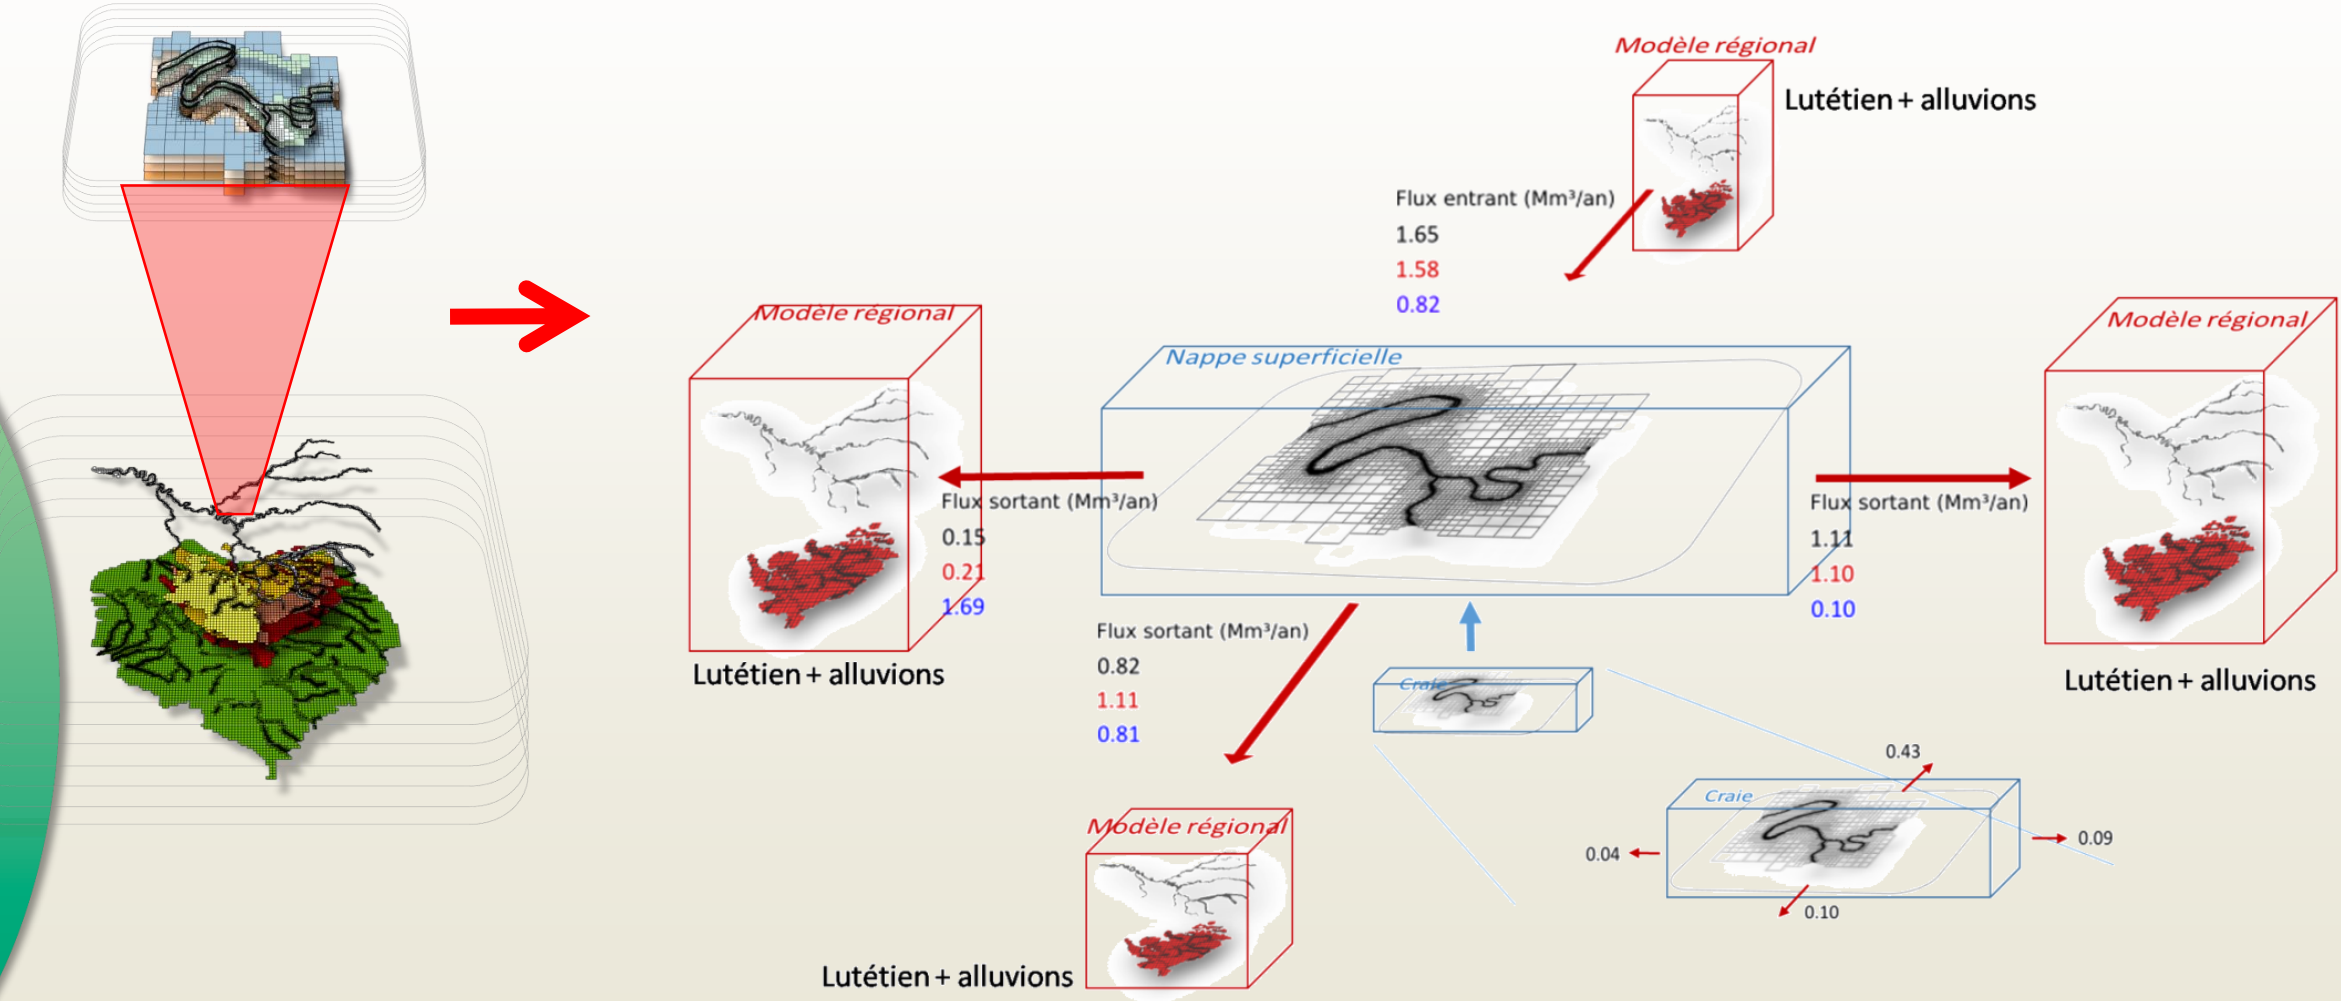 Modèle régional
Lutétien + alluvions
Flux entrant (Mm³/an)
1.65
1.58
0.82
Modèle régional
Nappe superficielle
Modèle régional
Flux sortant (Mm³/an)
0.15
0.21
1.69
Lutétien + alluvions
Flux sortant (Mm³/an)
1.11
1.10
0.10
Lutétien + alluvions
Flux sortant (Mm³/an)
0.82
1.11
0.81
Craie
Modèle régional
Lutétien + alluvions
0.43
Craie
0.04
0.09
0.10